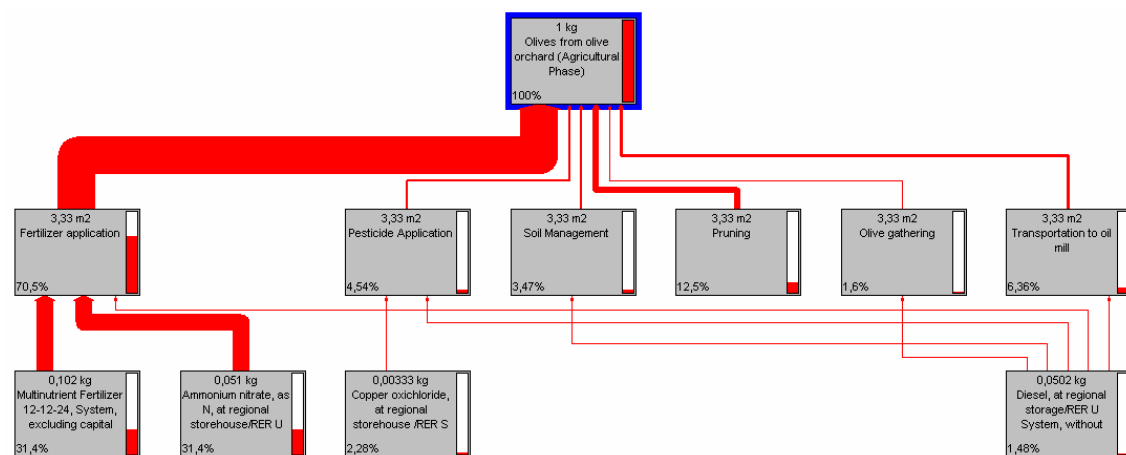 1 kg
Olives from olive
orchard (Agricultural
Phase)
100%
3,33 m2
Fertilizer application
70,5%
3,33 m2
Pesticide Application
4,54%
3,33 m2
Soil Management
3,47%
3,33 m2
Pruning
12,5%
3,33 m2
Olive gathering
1,6%
3,33 m2
Transportation to oil
mill
6,36%
0,102 kg
Multinutrient Fertilizer
12-12-24, System,
excluding capital
31,4%
0,051 kg
Ammonium nitrate, as
N, at regional
storehouse/RER U
31,4%
0,00333 kg
Copper oxichloride,
at regional
storehouse /RER S
2,28%
0,0502 kg
Diesel, at regional
storage/RER U
System, without
1,48%